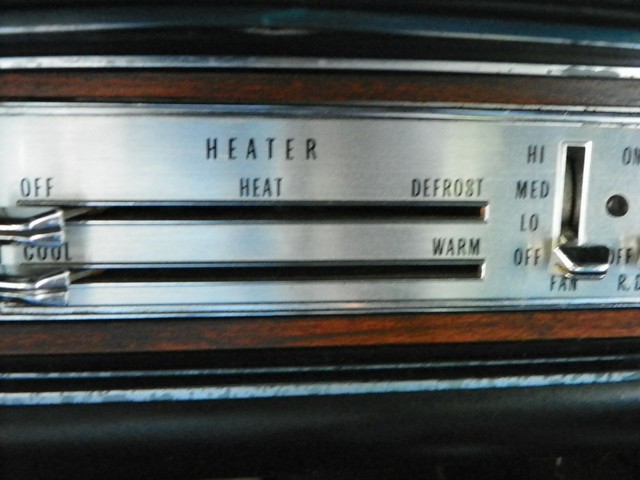 HEATER
OFF HEAT DEFROST
COOL WARM
HI
MED
LO
OFF
FAN